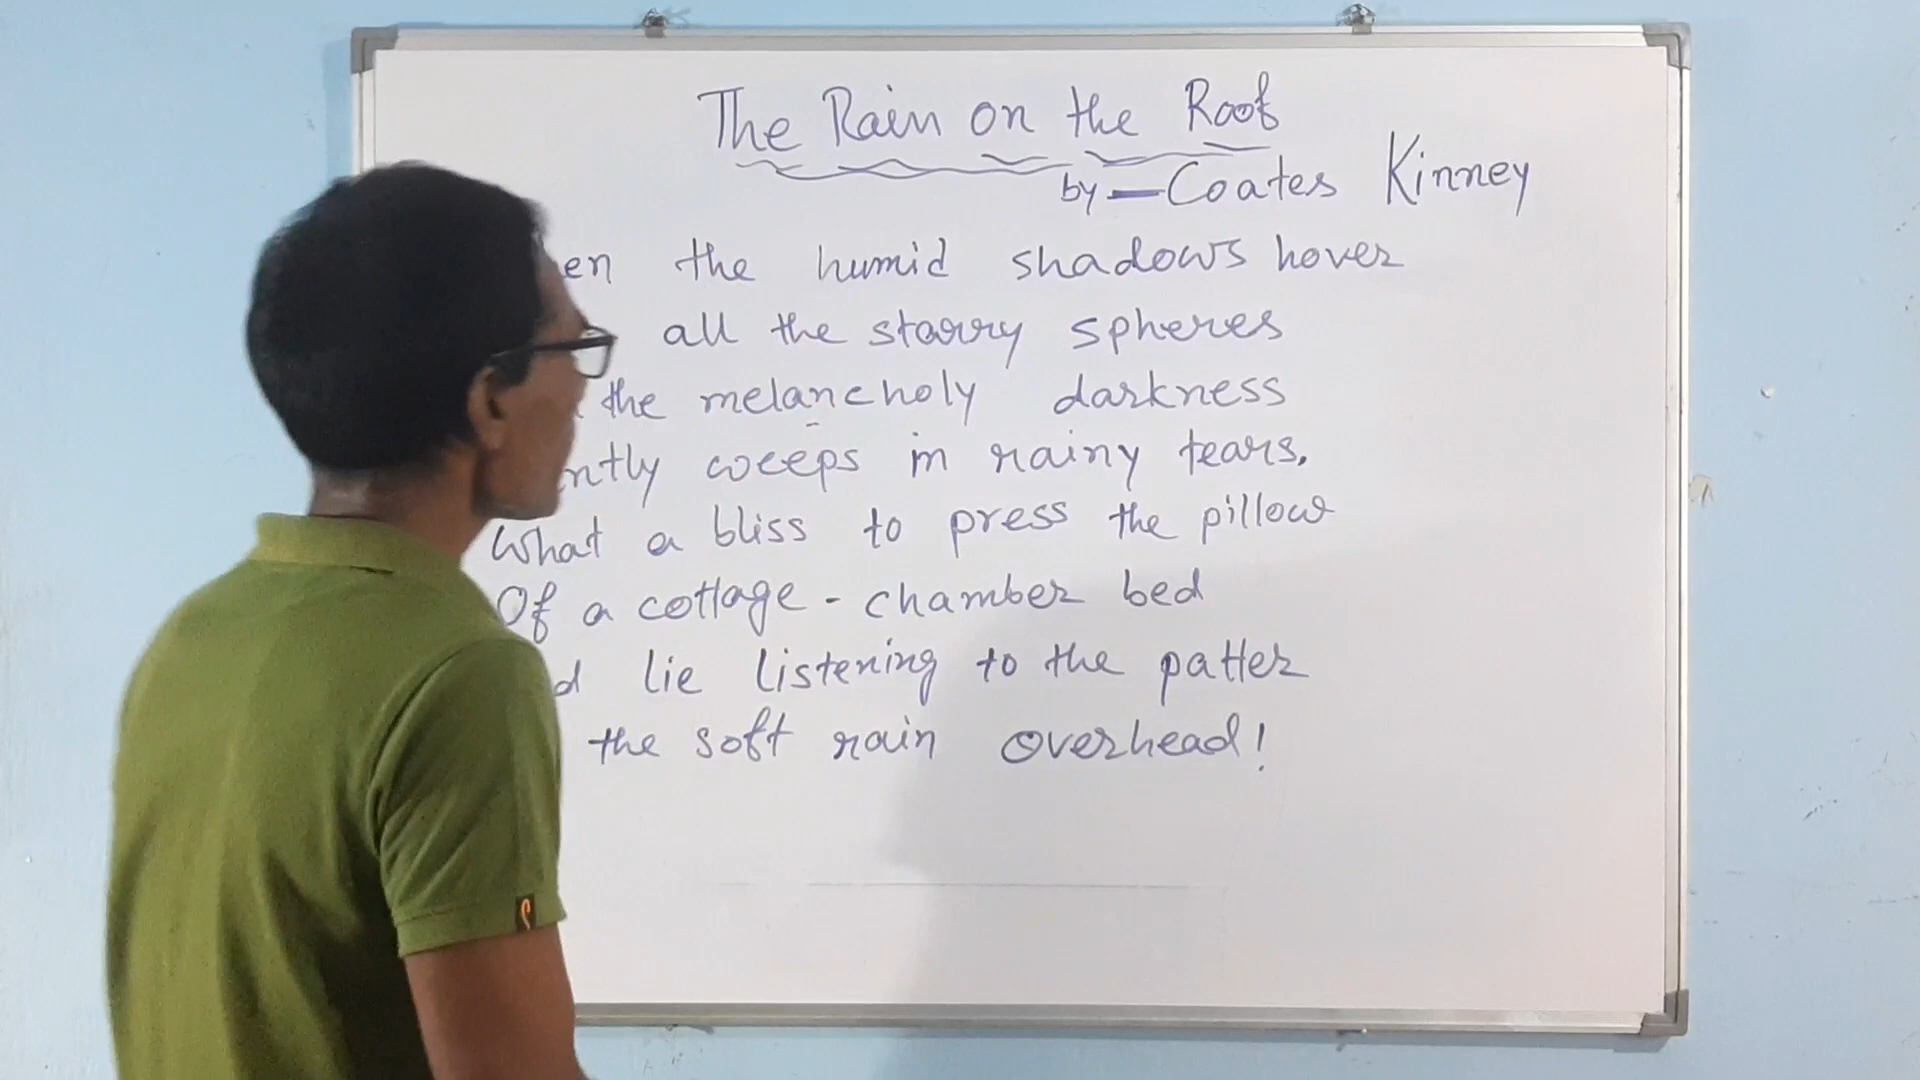 The Rain on the Roof
by — Coates Kinney
en the humid shadows hover
all the starry spheres
the melancholy darkness
ntly weeps in rainy tears.
What a bliss to press the pillow
Of a cottage - chamber bed
d lie listening to the patter
the soft rain overhead!